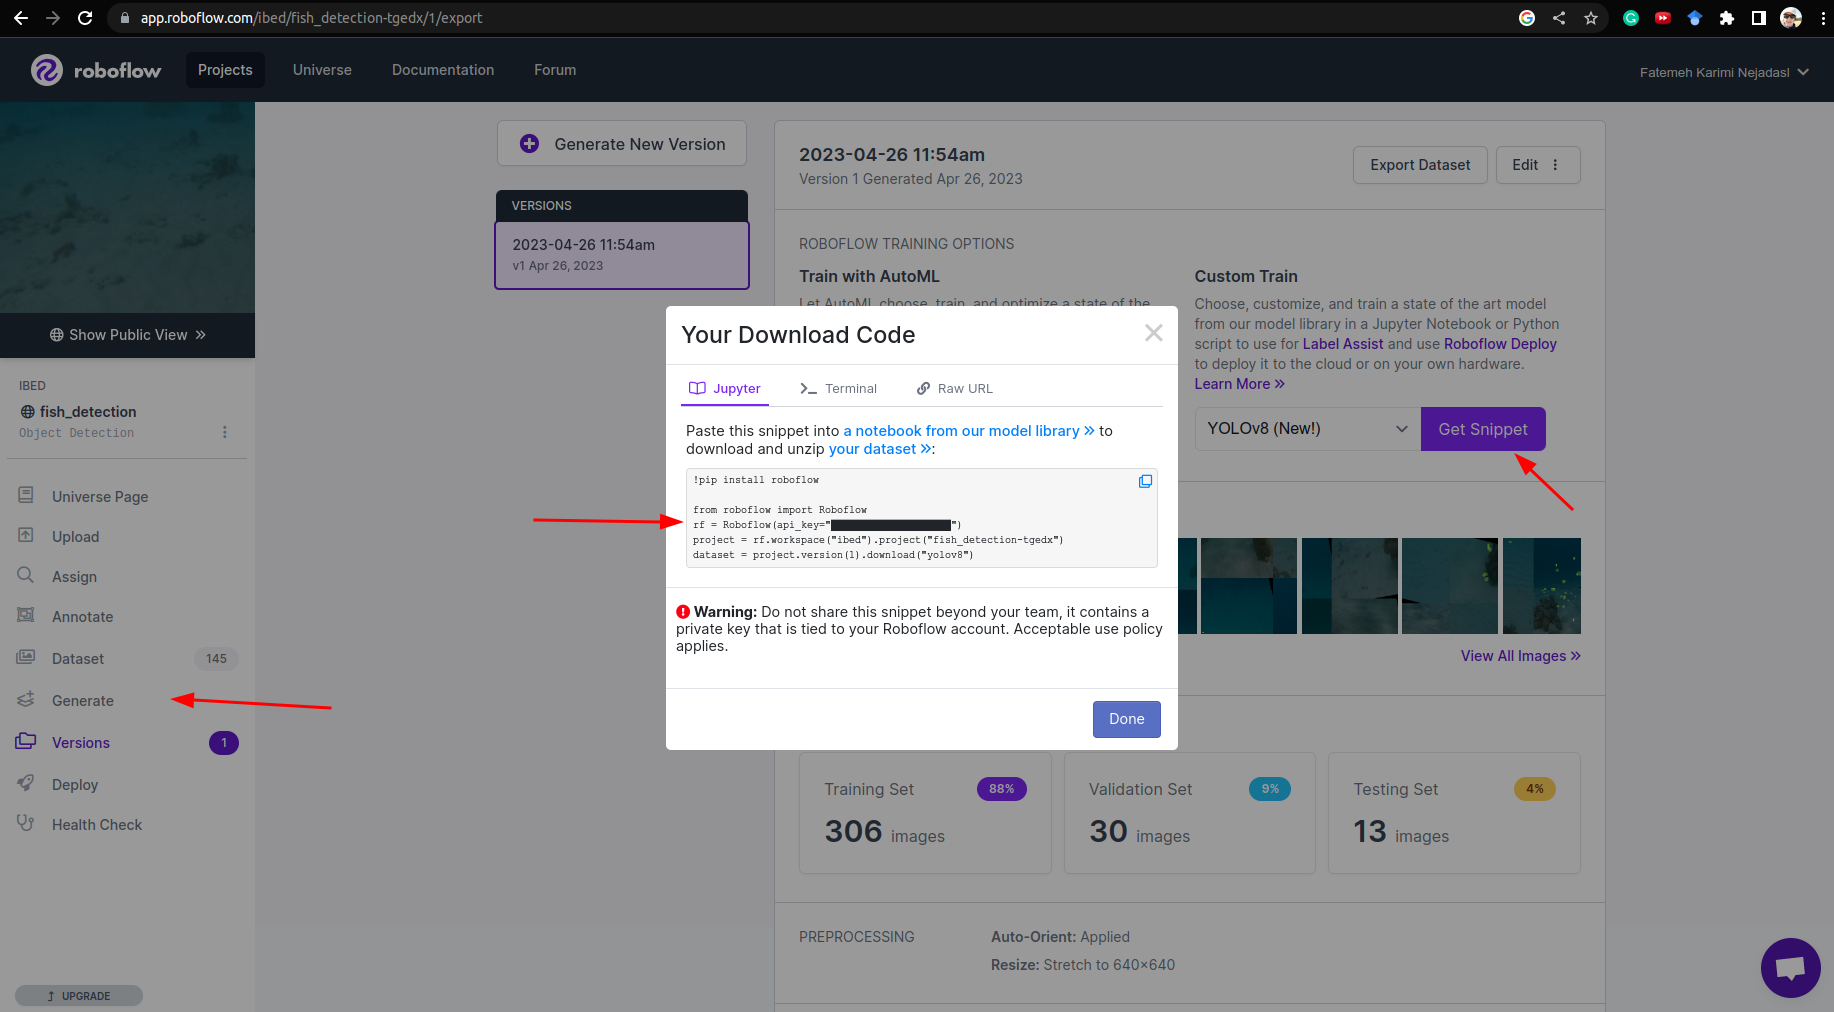 app.roboflow.com/ibed/fish_detection-tgedx/1/export
roboflow
Projects
Universe
Documentation
Forum
Fatemeh Karimi Nejadasl
Show Public View »
IBED
fish_detection
Object Detection
Universe Page
Upload
Assign
Annotate
Dataset 145
Generate
Versions 1
Deploy
Health Check
UPGRADE
Generate New Version
VERSIONS
2023-04-26 11:54am
v1 Apr 26, 2023
2023-04-26 11:54am
Version 1 Generated Apr 26, 2023
Export Dataset
Edit
ROBOFLOW TRAINING OPTIONS
Train with AutoML
Let AutoML choose, train, and optimize a state of the
Custom Train
Choose, customize, and train a state of the art model
from our model library in a Jupyter Notebook or Python
script to use for Label Assist and use Roboflow Deploy
to deploy it to the cloud or on your own hardware.
Learn More »
YOLOv8 (New!)
Get Snippet
Your Download Code
Jupyter
Terminal
Raw URL
Paste this snippet into a notebook from our model library » to
download and unzip your dataset »:
!pip install roboflow
from roboflow import Roboflow
rf = Roboflow(api_key="")
project = rf.workspace("ibed").project("fish_detection-tgedx")
dataset = project.version(1).download("yolov8")
Warning: Do not share this snippet beyond your team, it contains a
private key that is tied to your Roboflow account. Acceptable use policy
applies.
Done
View All Images »
Training Set 88%
306 images
Validation Set 9%
30 images
Testing Set 4%
13 images
PREPROCESSING
Auto-Orient: Applied
Resize: Stretch to 640×640